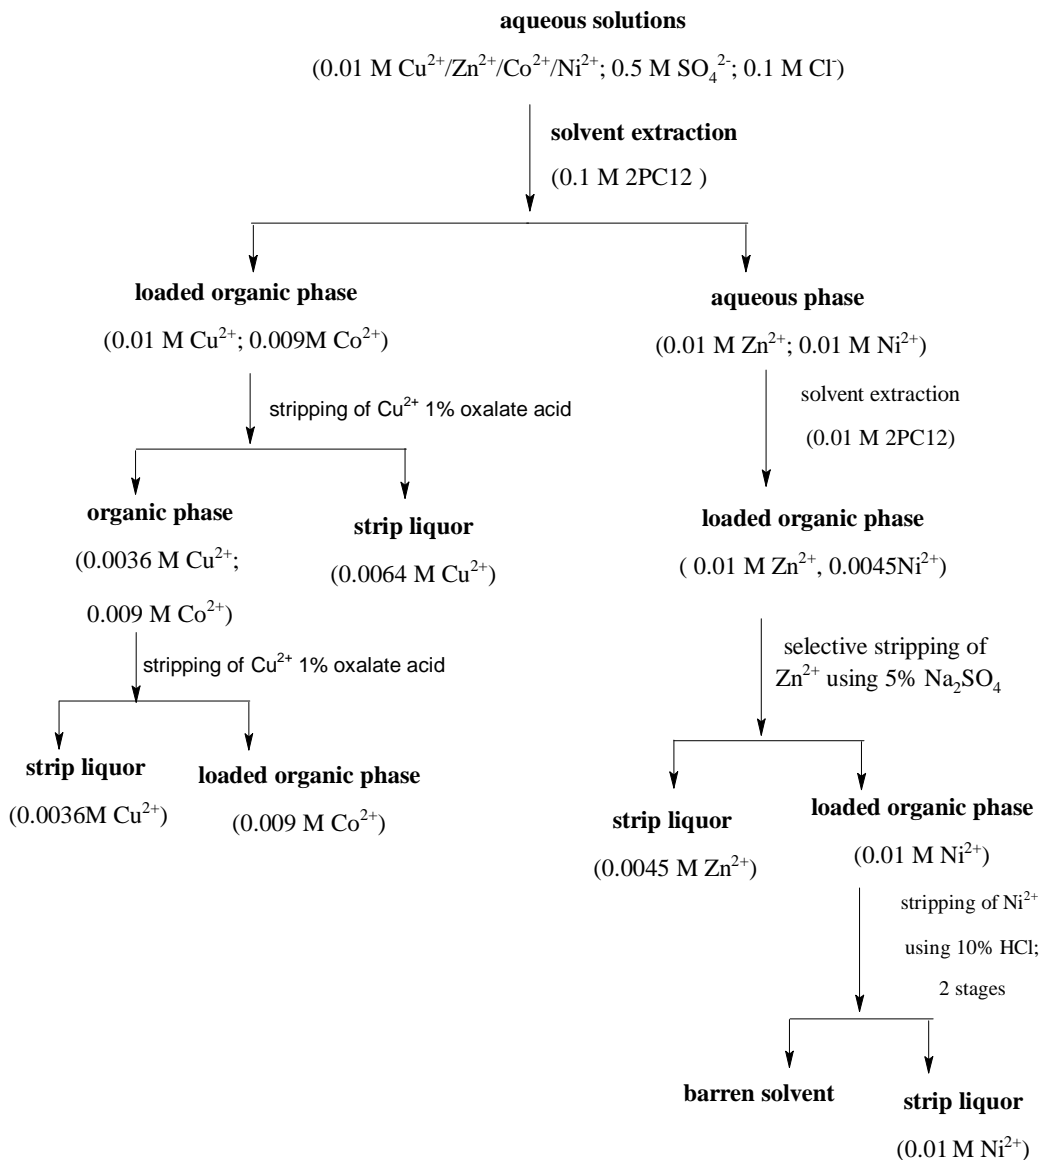 aqueous solutions
(0.01 M Cu²⁺/Zn²⁺/Co²⁺/Ni²⁺; 0.5 M SO₄²⁻; 0.1 M Cl⁻)
solvent extraction
(0.1 M 2PC12 )
loaded organic phase
(0.01 M Cu²⁺; 0.009M Co²⁺)
aqueous phase
(0.01 M Zn²⁺; 0.01 M Ni²⁺)
stripping of Cu²⁺ 1% oxalate acid
solvent extraction
(0.01 M 2PC12)
organic phase
(0.0036 M Cu²⁺;
0.009 M Co²⁺)
strip liquor
(0.0064 M Cu²⁺)
loaded organic phase
( 0.01 M Zn²⁺, 0.0045Ni²⁺)
stripping of Cu²⁺ 1% oxalate acid
selective stripping of
Zn²⁺ using 5% Na₂SO₄
strip liquor
(0.0036M Cu²⁺)
loaded organic phase
(0.009 M Co²⁺)
strip liquor
(0.0045 M Zn²⁺)
loaded organic phase
(0.01 M Ni²⁺)
stripping of Ni²⁺
using 10% HCl;
2 stages
barren solvent
strip liquor
(0.01 M Ni²⁺)